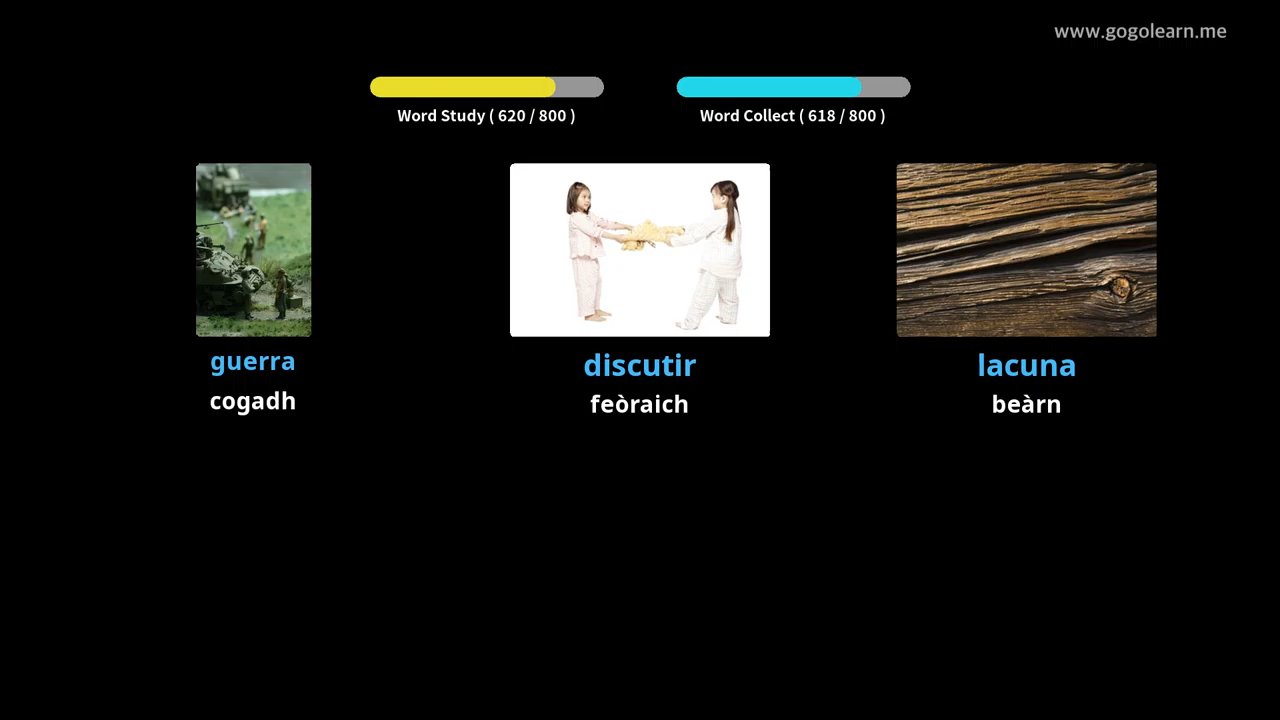 www.gogolearn.me
Word Study ( 620 / 800 )
Word Collect ( 618 / 800 )
guerra
discutir
lacuna
cogadh
feòraich
beàrn